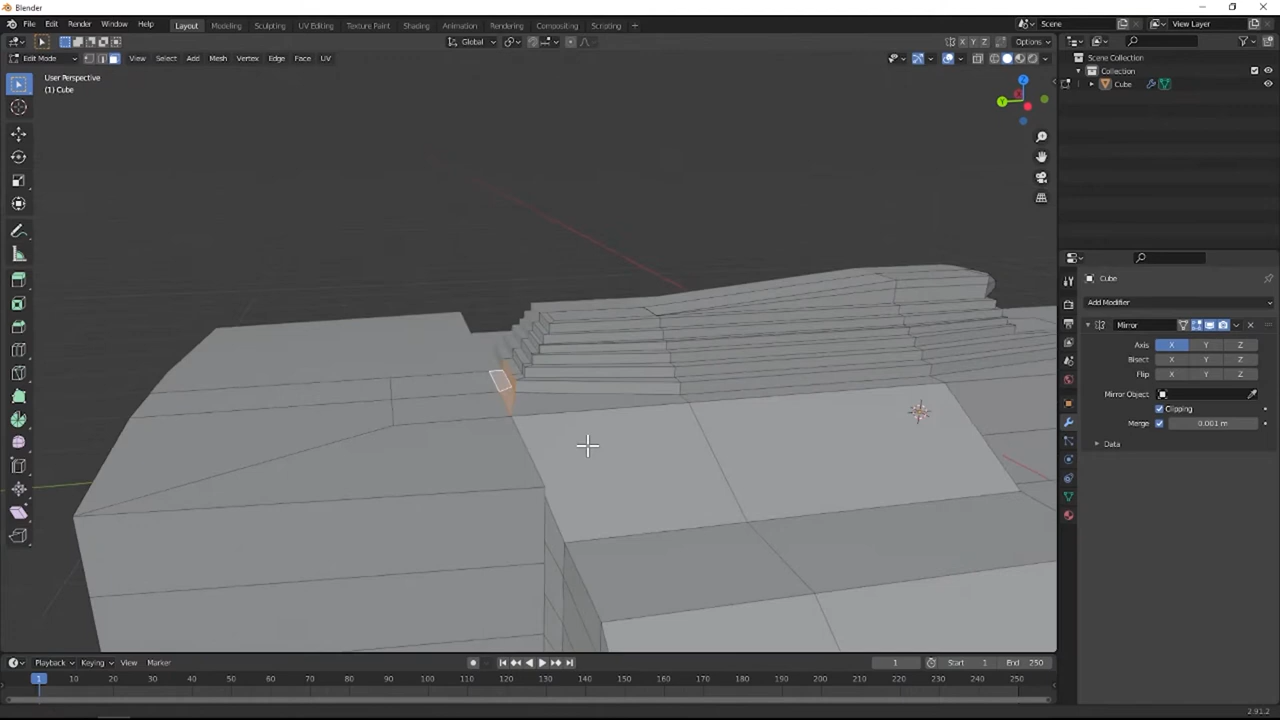 Blender
File Edit Render Window Help
Layout Modeling Sculpting UV Editing Texture Paint Shading Animation Rendering Compositing Scripting +
Scene
View Layer
Global
X Y Z
Options
Edit Mode
View Select Add Mesh Vertex Edge Face UV
User Perspective
(1) Cube
Z
Y
Scene Collection
Collection
Cube
Cube
Add Modifier
Mirror
Axis X Y Z
Bisect X Y Z
Flip X Y Z
Mirror Object
Clipping
Merge 0.001 m
Data
Playback Keying View Marker
1
Start 1
End 250
1 10 20 30 40 50 60 70 80 90 100 110 120 130 140 150 160 170 180 190 200 210 220 230 240 250
2.91.2